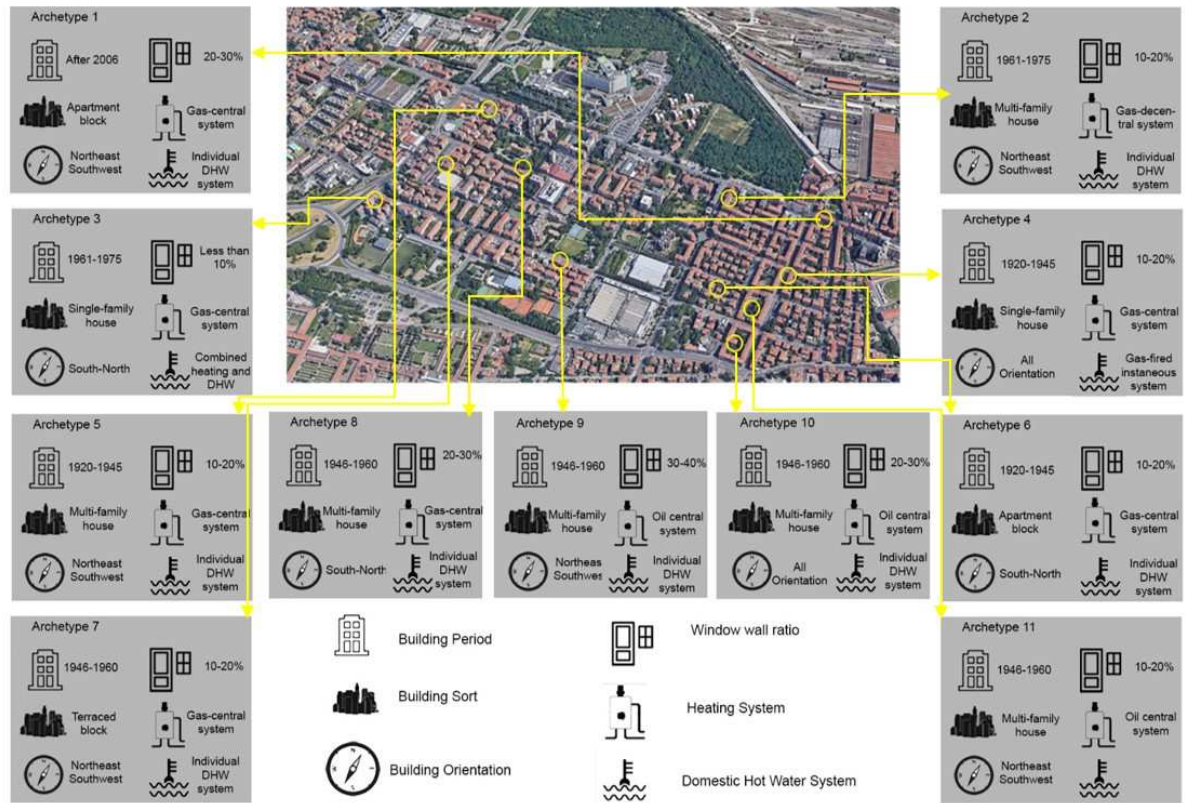 Archetype 1
After 2006
20-30%
Apartment
block
Gas-central
system
Northeast
Southwest
Individual
DHW
system
Archetype 2
1961-1975
10-20%
Multi-family
house
Gas-decen-
tral system
Northeast
Southwest
Individual
DHW
system
Archetype 3
1961-1975
Less than
10%
Single-family
house
Gas-central
system
South-North
Combined
heating and
DHW
Archetype 4
1920-1945
10-20%
Single-family
house
Gas-central
system
All
Orientation
Gas-fired
instaneous
system
Archetype 5
1920-1945
10-20%
Multi-family
house
Gas-central
system
Northeast
Southwest
Individual
DHW
system
Archetype 8
1946-1960
20-30%
Multi-family
house
Gas-central
system
South-North
Individual
DHW
system
Archetype 9
1946-1960
30-40%
Multi-family
house
Oil central
system
Northeas
Southwes
Individual
DHW
system
Archetype 10
1946-1960
20-30%
Multi-family
house
Oil central
system
All
Orientation
Individual
DHW
system
Archetype 6
1920-1945
10-20%
Apartment
block
Gas-central
system
South-North
Individual
DHW
system
Archetype 7
1946-1960
10-20%
Terraced
block
Gas-central
system
Northeast
Southwest
Individual
DHW
system
Building Period
Window wall ratio
Building Sort
Heating System
Building Orientation
Domestic Hot Water System
Archetype 11
1946-1960
10-20%
Multi-family
house
Oil central
system
Northeast
Southwest